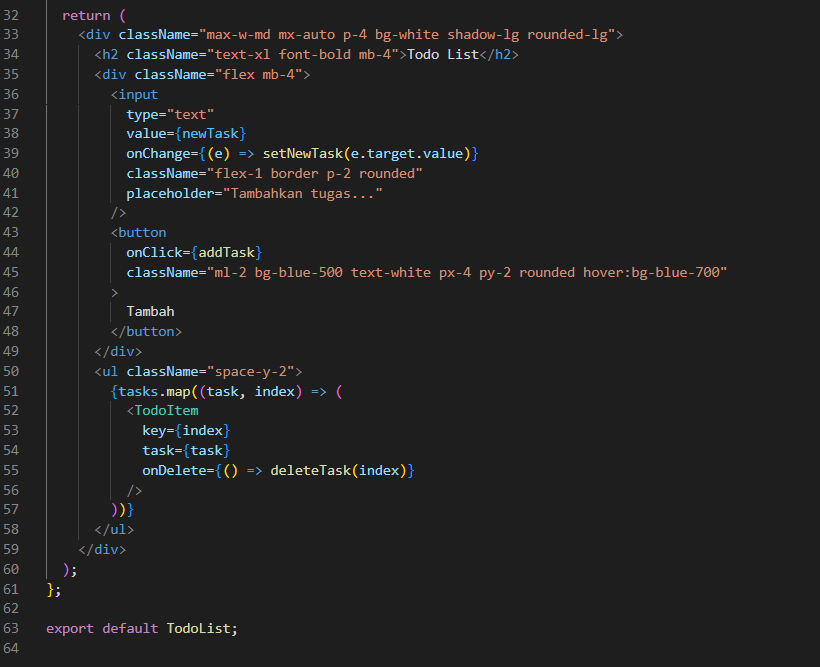 32 return (
33 <div className="max-w-md mx-auto p-4 bg-white shadow-lg rounded-lg">
34 <h2 className="text-xl font-bold mb-4">Todo List</h2>
35 <div className="flex mb-4">
36 <input
37 type="text"
38 value={newTask}
39 onChange={(e) => setNewTask(e.target.value)}
40 className="flex-1 border p-2 rounded"
41 placeholder="Tambahkan tugas..."
42 />
43 <button
44 onClick={addTask}
45 className="ml-2 bg-blue-500 text-white px-4 py-2 rounded hover:bg-blue-700"
46 >
47 Tambah
48 </button>
49 </div>
50 <ul className="space-y-2">
51 {tasks.map((task, index) => (
52 <TodoItem
53 key={index}
54 task={task}
55 onDelete={() => deleteTask(index)}
56 />
57 ))}
58 </ul>
59 </div>
60 );
61 };
62
63 export default TodoList;
64